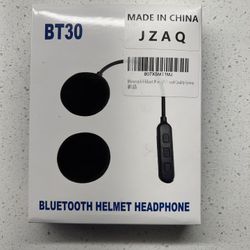 BT30
MADE IN CHINA
JZAQ
BLUETOOTH HELMET HEADPHONE